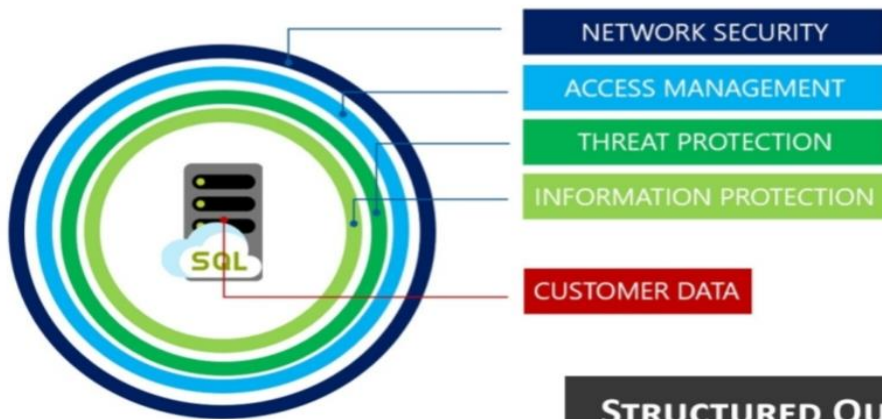 NETWORK SECURITY
ACCESS MANAGEMENT
THREAT PROTECTION
INFORMATION PROTECTION
SQL
CUSTOMER DATA
STRUCTURED